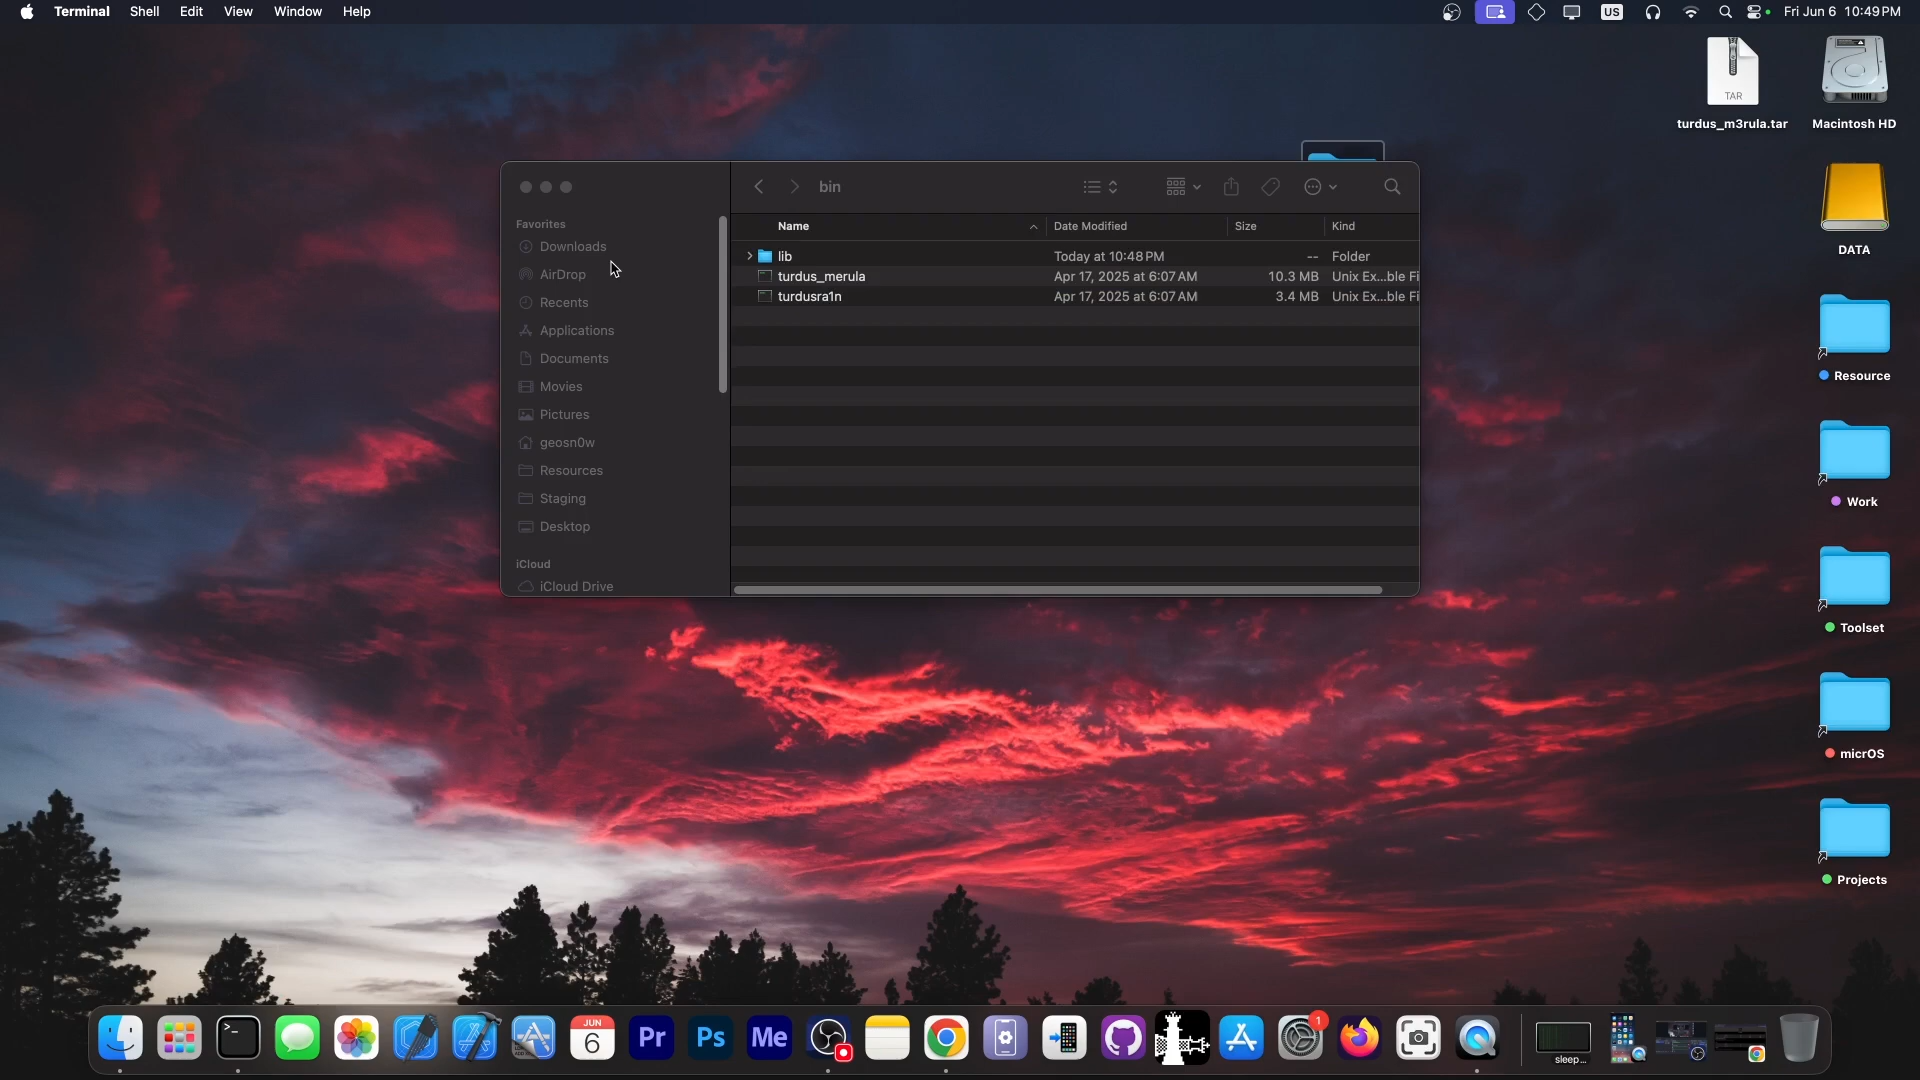 Terminal Shell Edit View Window Help US Fri Jun 6 10:49 PM
TAR
turdus_m3rula.tar
Macintosh HD
bin
Favorites
Downloads
AirDrop
Recents
Applications
Documents
Movies
Pictures
geosn0w
Resources
Staging
Desktop
iCloud
iCloud Drive
Name Date Modified Size Kind
lib Today at 10:48 PM -- Folder
turdus_merula Apr 17, 2025 at 6:07 AM 10.3 MB Unix Ex...ble Fi
turdusra1n Apr 17, 2025 at 6:07 AM 3.4 MB Unix Ex...ble Fi
DATA
Resource
Work
Toolset
micrOS
Projects
>_
JUN
6
Pr
Ps
Me
1
sleep...